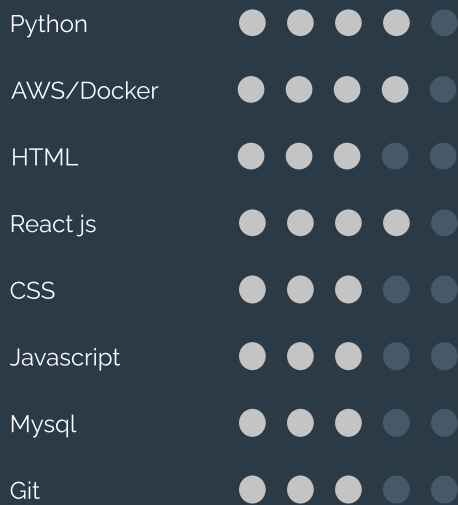 Python
AWS/Docker
HTML
React js
CSS
Javascript
Mysql
Git